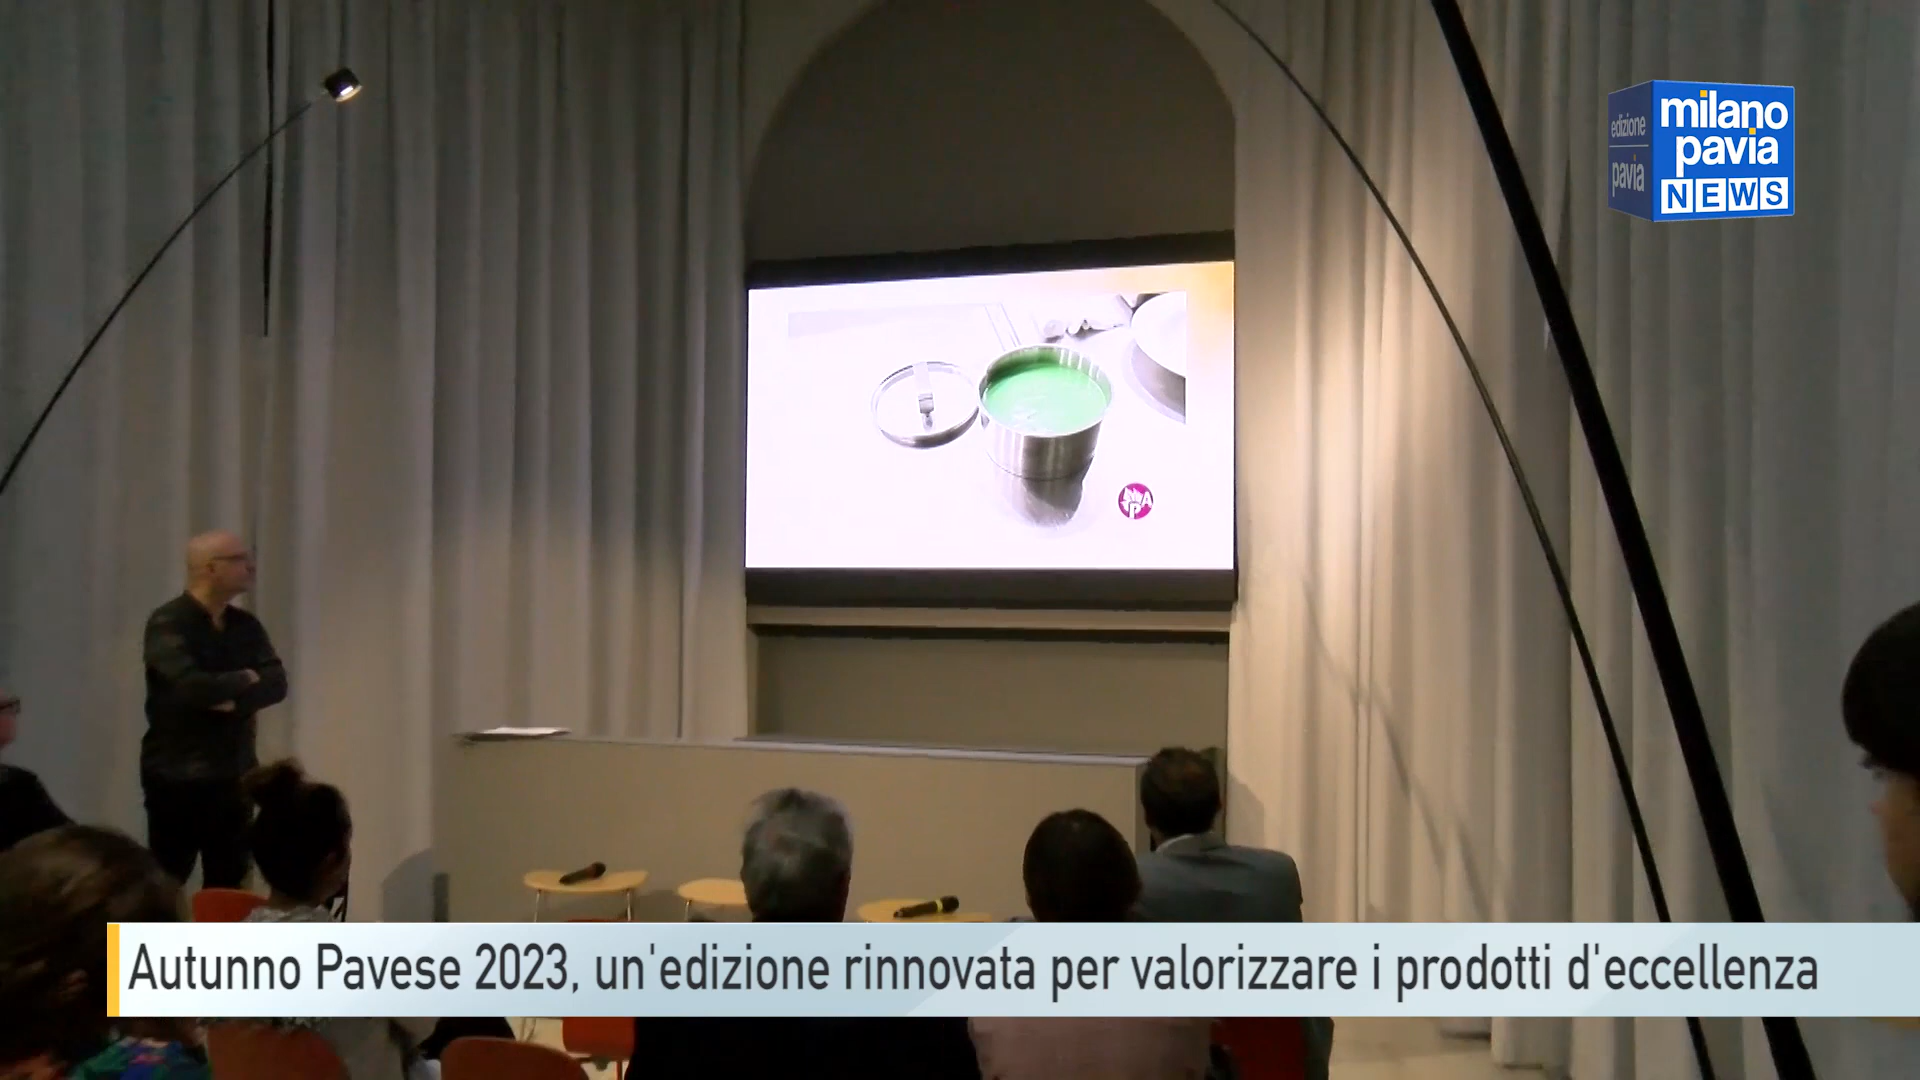 edizione
pavia
milano
pavia
NEWS
Autunno Pavese 2023, un'edizione rinnovata per valorizzare i prodotti d'eccellenza